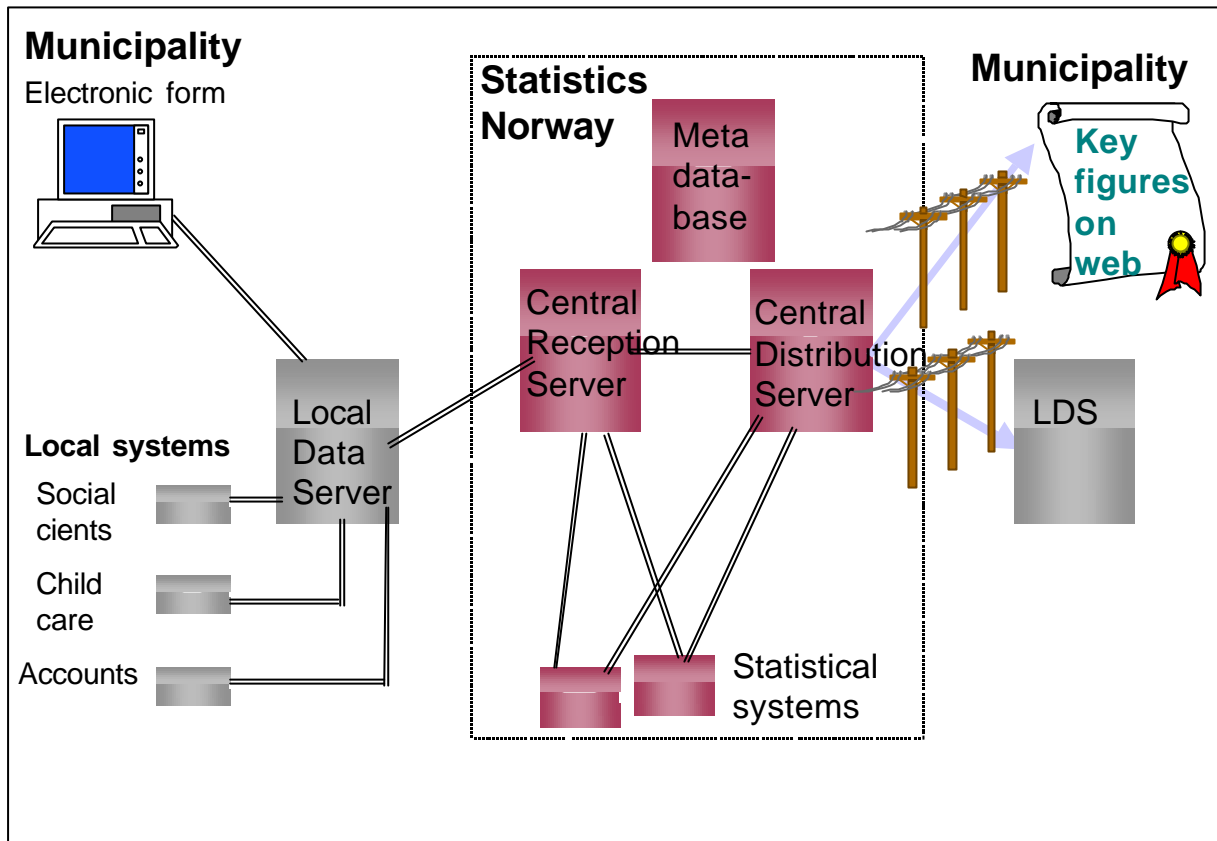 Municipality
Electronic form
Local systems
Social
cients
Child
care
Accounts
Local
Data
Server
Statistics
Norway
Meta
data-
base
Central
Reception
Server
Central
Distribution
Server
Statistical
systems
Municipality
Key
figures
on
web
LDS